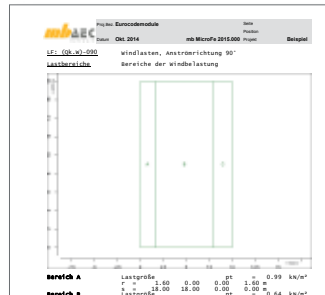 mb AEC
Proj.Bez Eurocodemodule Seite
Position
Datum Okt. 2014 mb MicroFe 2015.000 Projekt Beispiel
LF: (Qk.W)-090 Windlasten, Anströmrichtung 90°
Lastbereiche Bereiche der Windbelastung
Bereich A Lastgröße pt = 0.99 kN/m²
r = 1.60 0.00 0.00 1.60 m
s = 18.00 18.00 0.00 0.00 m
Bereich B Lastgröße pt = 0.64 kN/m²